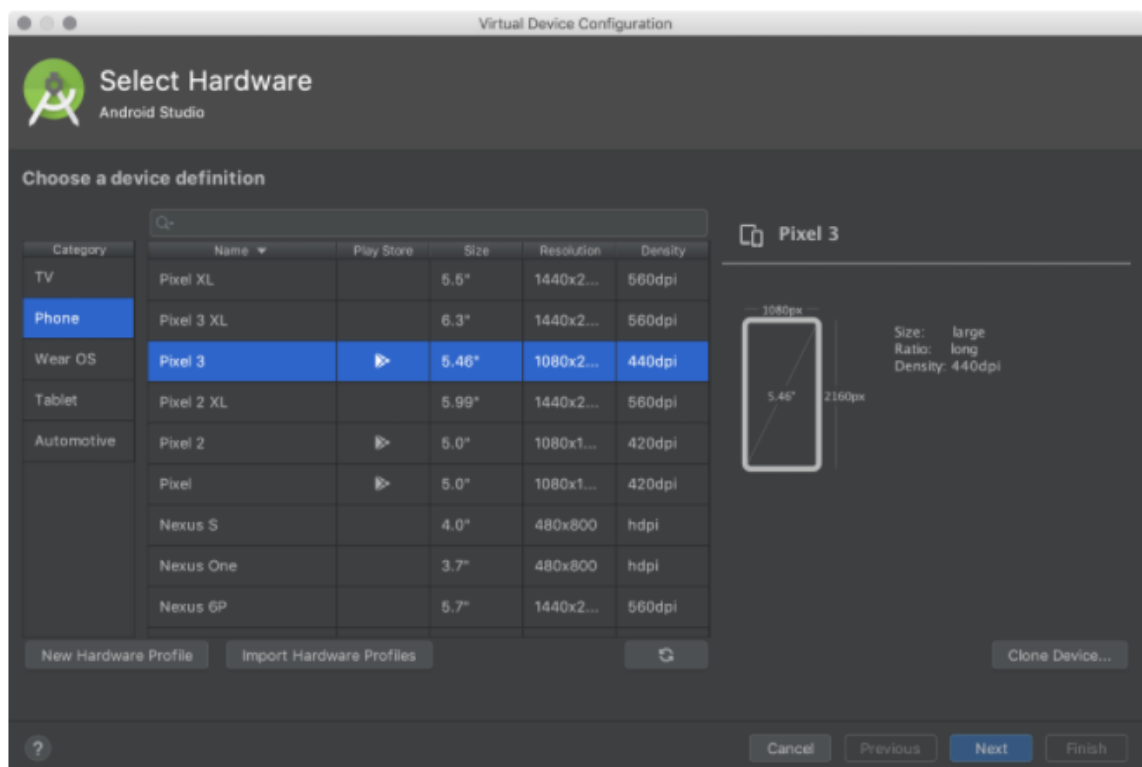 Virtual Device Configuration
Select Hardware
Android Studio
Choose a device definition
Category Name Play Store Size Resolution Density
TV
Phone
Wear OS
Tablet
Automotive
Pixel XL 5.5" 1440x2... 560dpi
Pixel 3 XL 6.3" 1440x2... 560dpi
Pixel 3 5.46" 1080x2... 440dpi
Pixel 2 XL 5.99" 1440x2... 560dpi
Pixel 2 5.0" 1080x1... 420dpi
Pixel 5.0" 1080x1... 420dpi
Nexus S 4.0" 480x800 hdpi
Nexus One 3.7" 480x800 hdpi
Nexus 6P 5.7" 1440x2... 560dpi
Pixel 3
1080px
5.46"
2160px
Size: large
Ratio: long
Density: 440dpi
New Hardware Profile Import Hardware Profiles Clone Device...
? Cancel Previous Next Finish